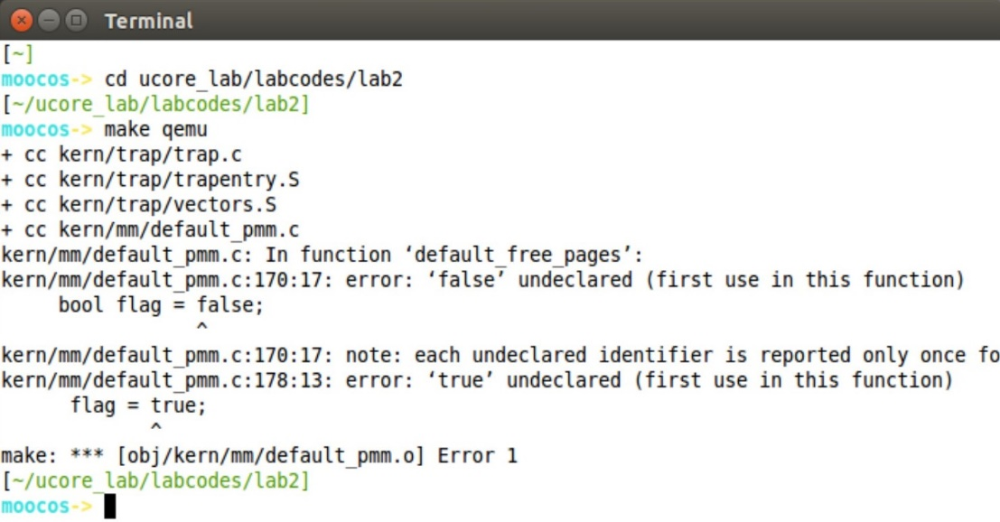 Terminal
[~]
moocos-> cd ucore_lab/labcodes/lab2
[~/ucore_lab/labcodes/lab2]
moocos-> make qemu
+ cc kern/trap/trap.c
+ cc kern/trap/trapentry.S
+ cc kern/trap/vectors.S
+ cc kern/mm/default_pmm.c
kern/mm/default_pmm.c: In function ‘default_free_pages’:
kern/mm/default_pmm.c:170:17: error: ‘false’ undeclared (first use in this function)
     bool flag = false;
                 ^
kern/mm/default_pmm.c:170:17: note: each undeclared identifier is reported only once fo
kern/mm/default_pmm.c:178:13: error: ‘true’ undeclared (first use in this function)
      flag = true;
             ^
make: *** [obj/kern/mm/default_pmm.o] Error 1
[~/ucore_lab/labcodes/lab2]
moocos->